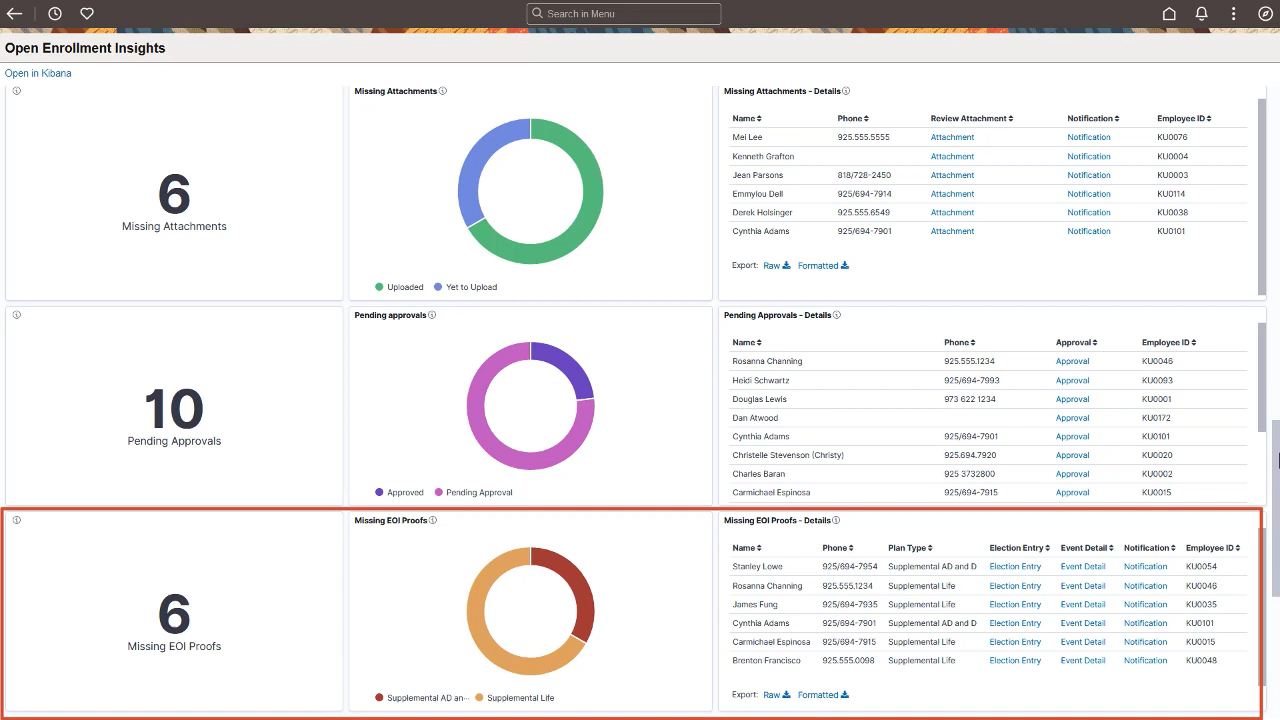 Search in Menu
Open Enrollment Insights
Open in Kibana
6
Missing Attachments
Missing Attachments
Uploaded
Yet to Upload
Missing Attachments - Details
Name Phone Review Attachment Notification Employee ID
Mei Lee 925.555.5555 Attachment Notification KU0076
Kenneth Grafton Attachment Notification KU0004
Jean Parsons 818/728-2450 Attachment Notification KU0003
Emmylou Dell 925/694-7914 Attachment Notification KU0114
Derek Holsinger 925.555.6549 Attachment Notification KU0038
Cynthia Adams 925/694-7901 Attachment Notification KU0101
Export: Raw Formatted
10
Pending Approvals
Pending approvals
Approved
Pending Approval
Pending Approvals - Details
Name Phone Approval Employee ID
Rosanna Channing 925.555.1234 Approval KU0046
Heidi Schwartz 925/694-7993 Approval KU0093
Douglas Lewis 973 622 1234 Approval KU0001
Dan Atwood Approval KU0172
Cynthia Adams 925/694-7901 Approval KU0101
Christelle Stevenson (Christy) 925.694.7920 Approval KU0020
Charles Baran 925 3732800 Approval KU0002
Carmichael Espinosa 925/694-7915 Approval KU0015
6
Missing EOI Proofs
Missing EOI Proofs
Supplemental AD an...
Supplemental Life
Missing EOI Proofs - Details
Name Phone Plan Type Election Entry Event Detail Notification Employee ID
Stanley Lowe 925/694-7954 Supplemental AD and D Election Entry Event Detail Notification KU0054
Rosanna Channing 925.555.1234 Supplemental Life Election Entry Event Detail Notification KU0046
James Fung 925/694-7935 Supplemental Life Election Entry Event Detail Notification KU0035
Cynthia Adams 925/694-7901 Supplemental AD and D Election Entry Event Detail Notification KU0101
Carmichael Espinosa 925/694-7915 Supplemental Life Election Entry Event Detail Notification KU0015
Brenton Francisco 925.555.0098 Supplemental Life Election Entry Event Detail Notification KU0048
Export: Raw Formatted